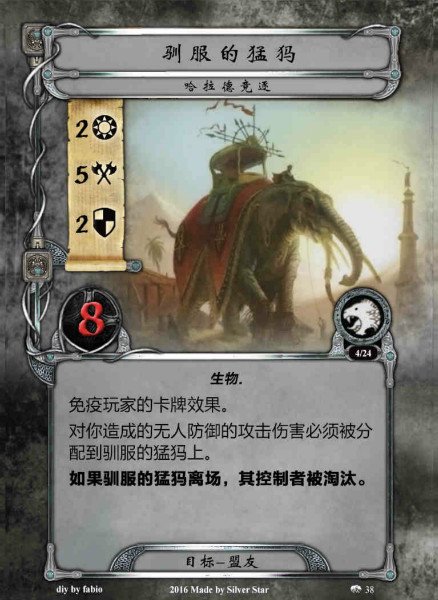 驯服的猛犸
哈拉德竞逐
2
5
2
8
4/24
生物.
免疫玩家的卡牌效果。
对你造成的无人防御的攻击伤害必须被分
配到驯服的猛犸上。
如果驯服的猛犸离场，其控制者被淘汰。
目标–盟友
diy by fabio
2016 Made by Silver Star
38